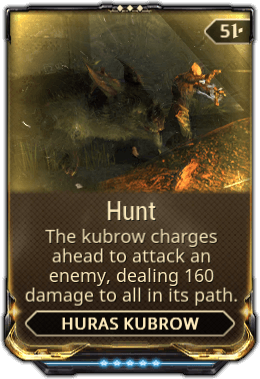 51
Hunt
The kubrow charges
ahead to attack an
enemy, dealing 160
damage to all in its path.
HURAS KUBROW